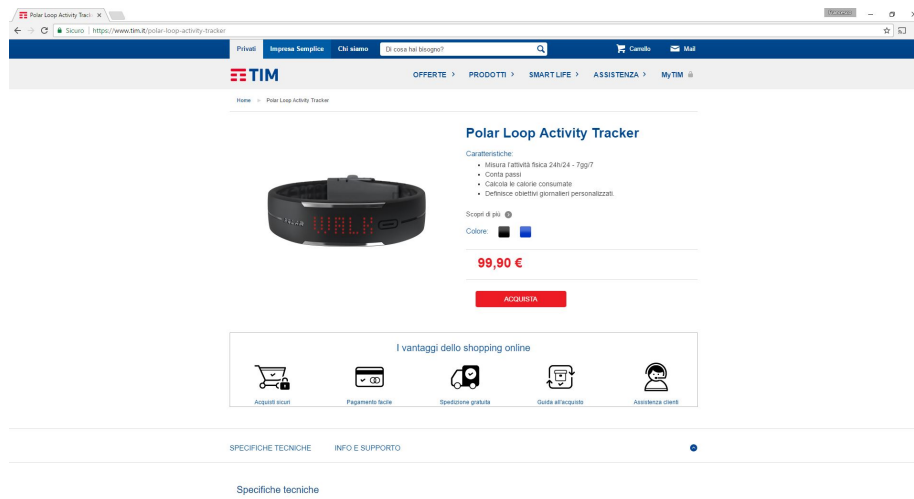 Polar Loop Activity Track
Sicuro | https://www.tim.it/polar-loop-activity-tracker
Privati Impresa Semplice Chi siamo Di cosa hai bisogno? Carrello Mail
TIM OFFERTE > PRODOTTI > SMART LIFE > ASSISTENZA > MyTIM
Home > Polar Loop Activity Tracker
Polar Loop Activity Tracker
Caratteristiche:
• Misura l'attività fisica 24h/24 - 7gg/7
• Conta passi
• Calcola le calorie consumate
• Definisce obiettivi giornalieri personalizzati.
POLAR WALK
Scopri di più
Colore:
99,90 €
ACQUISTA
I vantaggi dello shopping online
Acquisti sicuri Pagamento facile Spedizione gratuita Guida all'acquisto Assistenza clienti
SPECIFICHE TECNICHE INFO E SUPPORTO
Specifiche tecniche